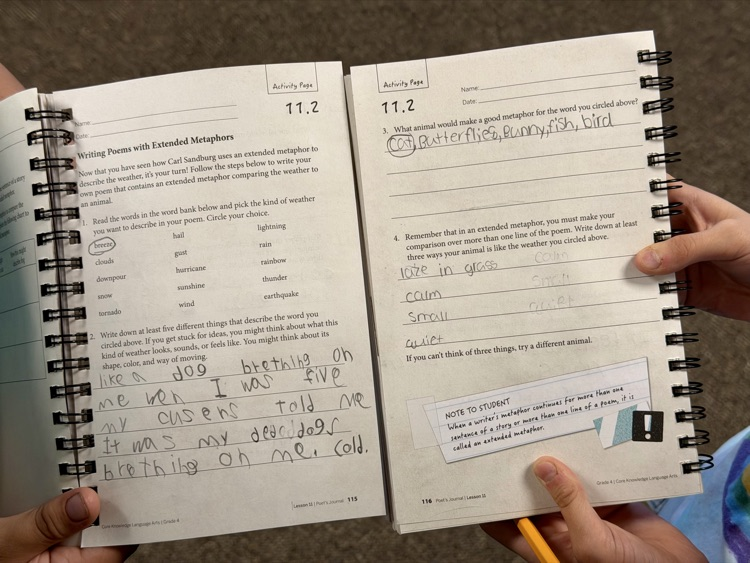 Activity Page
11.2
Name:
Date:
Writing Poems with Extended Metaphors
Now that you have seen how Carl Sandburg uses an extended metaphor to
describe the weather, it's your turn! Follow the steps below to write your
own poem that contains an extended metaphor comparing the weather to
an animal.
1. Read the words in the word bank below and pick the kind of weather
you want to describe in your poem. Circle your choice.
breeze hail lightning
clouds gust rain
downpour hurricane rainbow
snow sunshine thunder
tornado wind earthquake
2. Write down at least five different things that describe the word you
circled above. If you get stuck for ideas, you might think about what this
kind of weather looks, sounds, or feels like. You might think about its
shape, color, and way of moving.
like a dog brething on
me wen I was five
my cusens told me
It was my dead dogs
brething on me. cold.
Core Knowledge Language Arts | Grade 4
Lesson 11 | Poet's Journal 115
Activity Page
11.2
Name:
Date:
3. What animal would make a good metaphor for the word you circled above?
cat, Butterflies, Bunny, fish, bird
4. Remember that in an extended metaphor, you must make your
comparison over more than one line of the poem. Write down at least
three ways your animal is like the weather you circled above.
laze in grass calm
calm small
small quiet
quiet
If you can't think of three things, try a different animal.
NOTE TO STUDENT
When a writer's metaphor continues for more than one
sentence of a story or more than one line of a poem, it is
called an extended metaphor.
!
116 Poet's Journal | Lesson 11
Grade 4 | Core Knowledge Language Arts